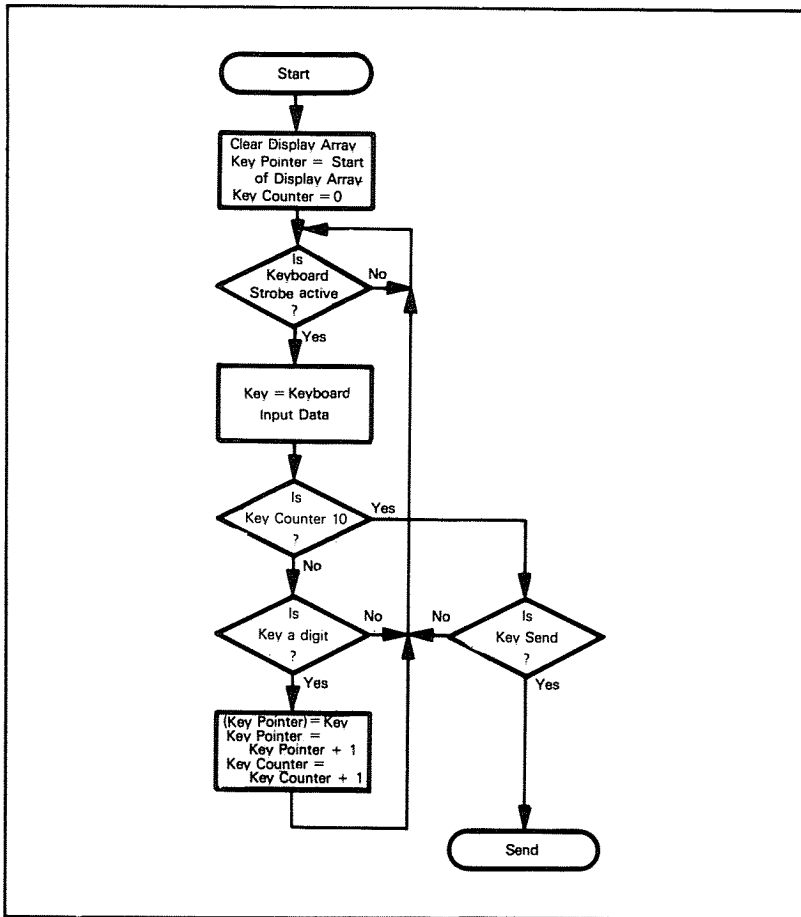 Start
Clear Display Array
Key Pointer = Start
of Display Array
Key Counter = 0
Is
Keyboard
Strobe active
?
No
Yes
Key = Keyboard
Input Data
Is
Key Counter 10
?
Yes
No
Is
Key a digit
?
No
Yes
No
Is
Key Send
?
Yes
(Key Pointer) = Key
Key Pointer =
Key Pointer + 1
Key Counter =
Key Counter + 1
Send